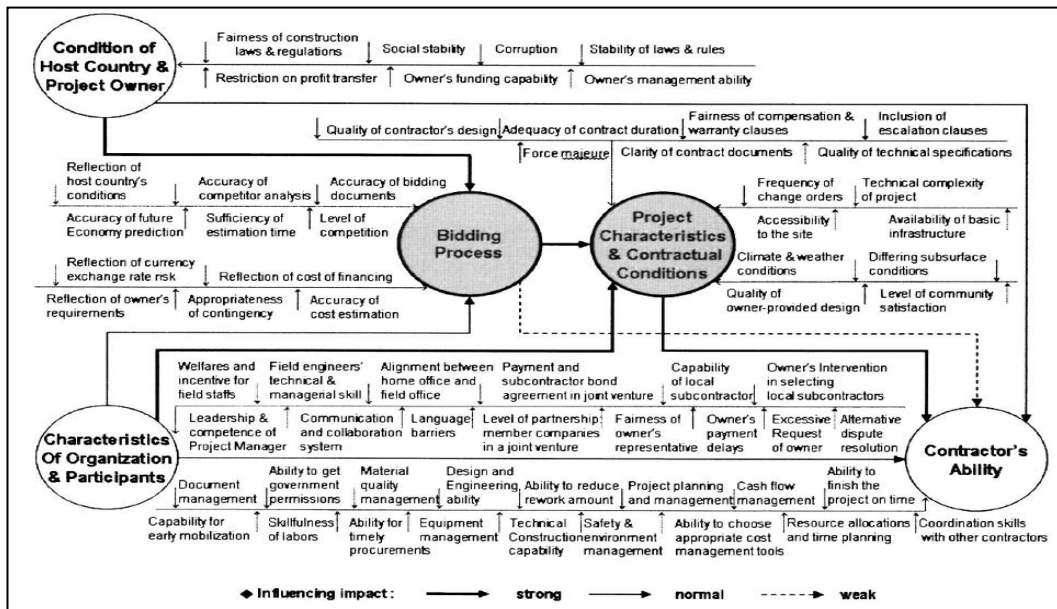 Condition of
Host Country &
Project Owner
Fairness of construction
laws & regulations
Social stability
Corruption
Stability of laws & rules
Restriction on profit transfer
Owner's funding capability
Owner's management ability
Quality of contractor's design
Adequacy of contract duration
Fairness of compensation &
warranty clauses
Inclusion of
escalation clauses
Force majeure
Clarity of contract documents
Quality of technical specifications
Reflection of
host country's
conditions
Accuracy of
competitor analysis
Accuracy of bidding
documents
Accuracy of future
Economy prediction
Sufficiency of
estimation time
Level of
competition
Bidding
Process
Project
Characteristics
& Contractual
Conditions
Frequency of
change orders
Technical complexity
of project
Accessibility
to the site
Availability of basic
infrastructure
Reflection of currency
exchange rate risk
Reflection of cost of financing
Reflection of owner's
requirements
Appropriateness
of contingency
Accuracy of
cost estimation
Climate & weather
conditions
Differing subsurface
conditions
Quality of
owner-provided design
Level of community
satisfaction
Welfares and
incentive for
field staffs
Field engineers'
technical &
managerial skill
Alignment between
home office and
field office
Payment and
subcontractor bond
agreement in joint venture
Capability
of local
subcontractor
Owner's Intervention
in selecting
local subcontractors
Leadership &
competence of
Project Manager
Communication
and collaboration
system
Language
barriers
Level of partnership:
member companies
in a joint venture
Fairness of
owner's
representative
Owner's
payment
delays
Excessive
Request
of owner
Alternative
dispute
resolution
Characteristics
Of Organization
& Participants
Contractor's
Ability
Document
management
Ability to get
government
permissions
Material
quality
management
Design and
Engineering
ability
Ability to reduce
rework amount
Project planning
and management
Cash flow
management
Ability to
finish the
project on time
Capability for
early mobilization
Skillfulness
of labors
Ability for
timely
procurements
Equipment
management
Technical
Construction
capability
Safety &
environment
management
Ability to choose
appropriate cost
management tools
Resource allocations
and time planning
Coordination skills
with other contractors
Influencing impact :
strong
normal
weak